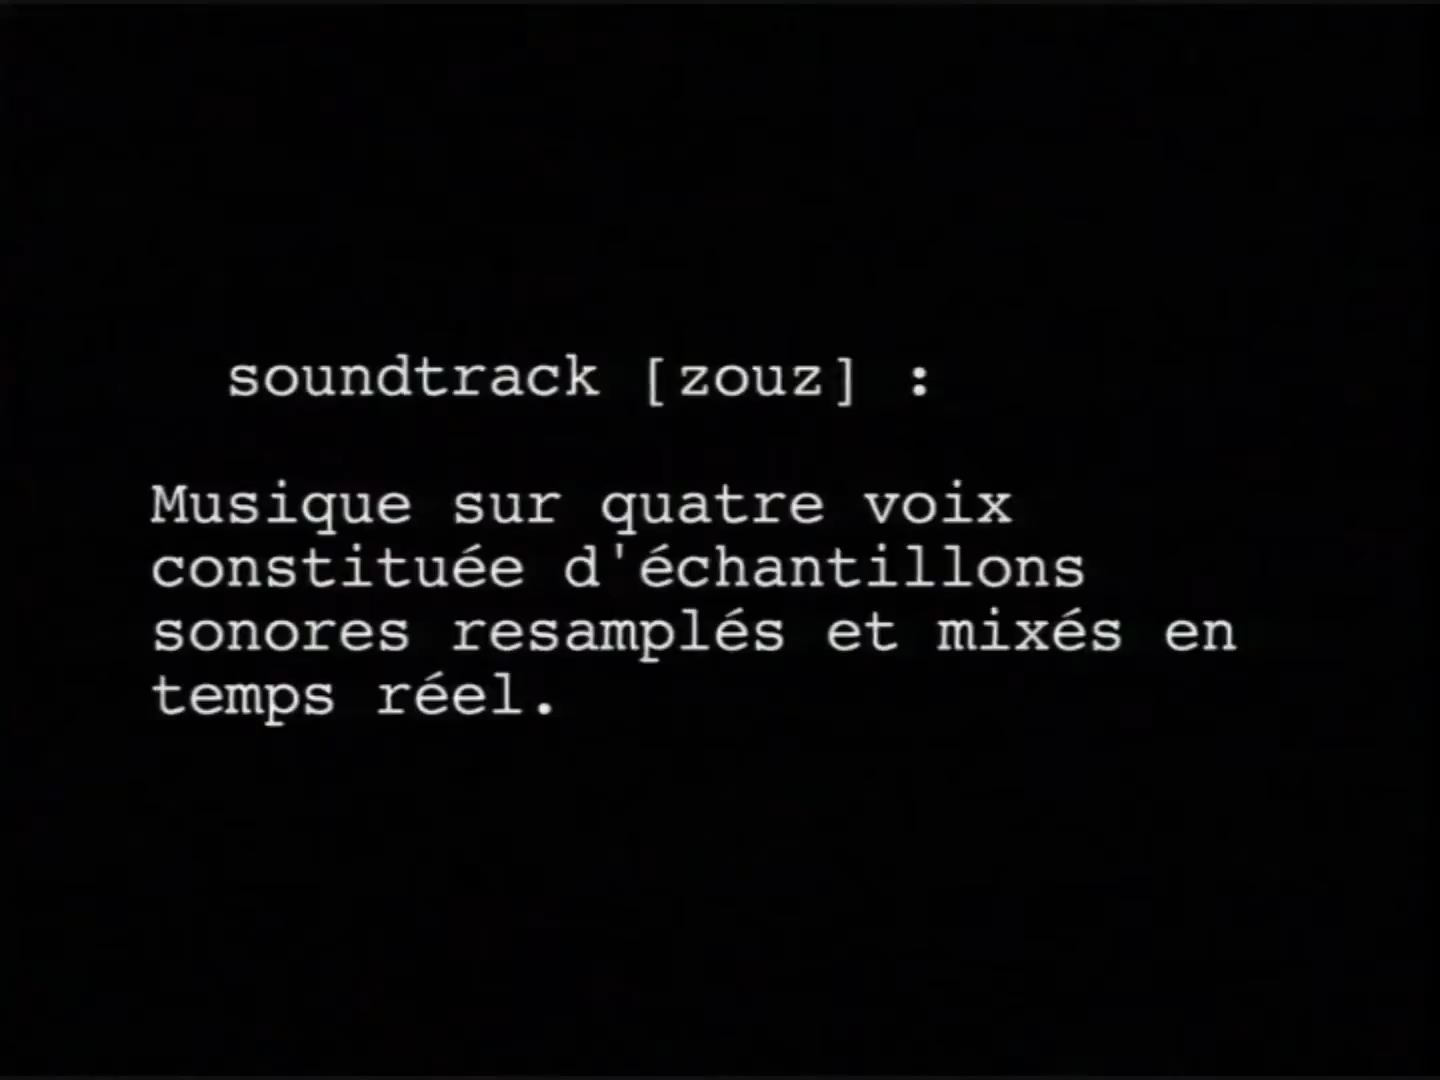 soundtrack [zouz] :
Musique sur quatre voix
constituée d'échantillons
sonores resamplés et mixés en
temps réel.